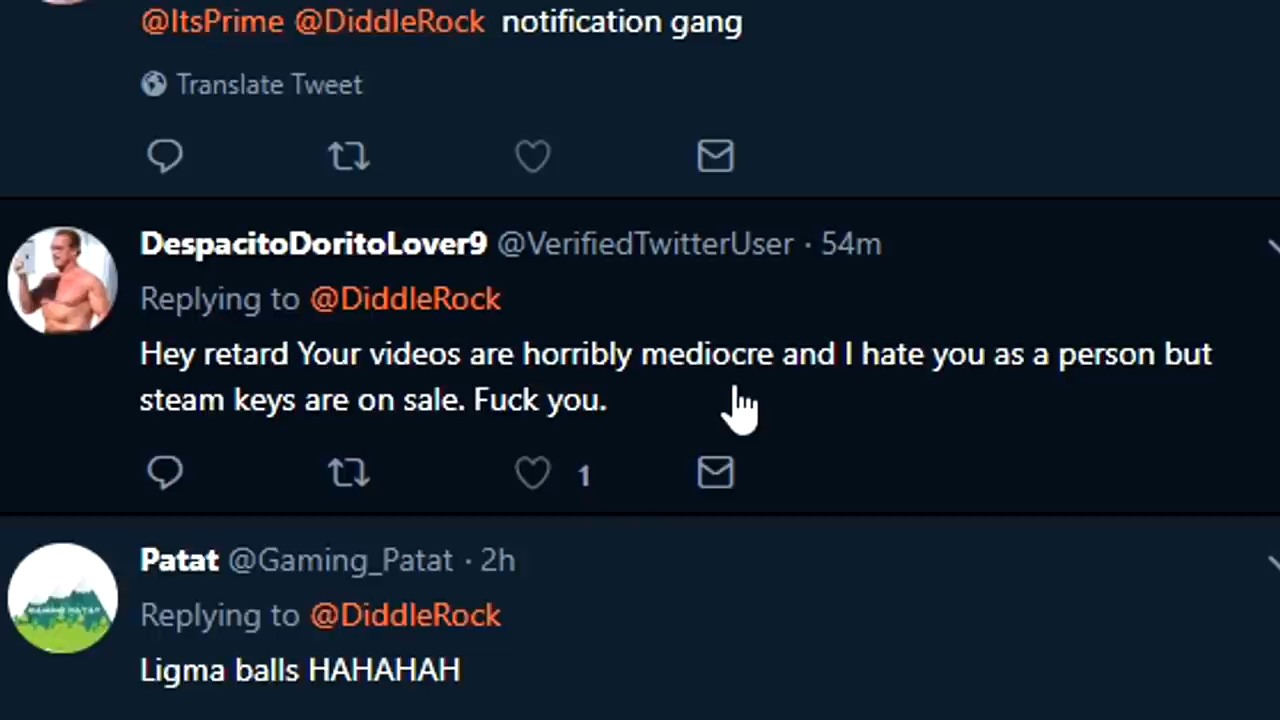 @ItsPrime @DiddleRock notification gang
Translate Tweet
DespacitoDoritoLover9 @VerifiedTwitterUser · 54m
Replying to @DiddleRock
Hey retard Your videos are horribly mediocre and I hate you as a person but
steam keys are on sale. Fuck you.
1
Patat @Gaming_Patat · 2h
GAMING PATAT
Replying to @DiddleRock
Ligma balls HAHAHAH